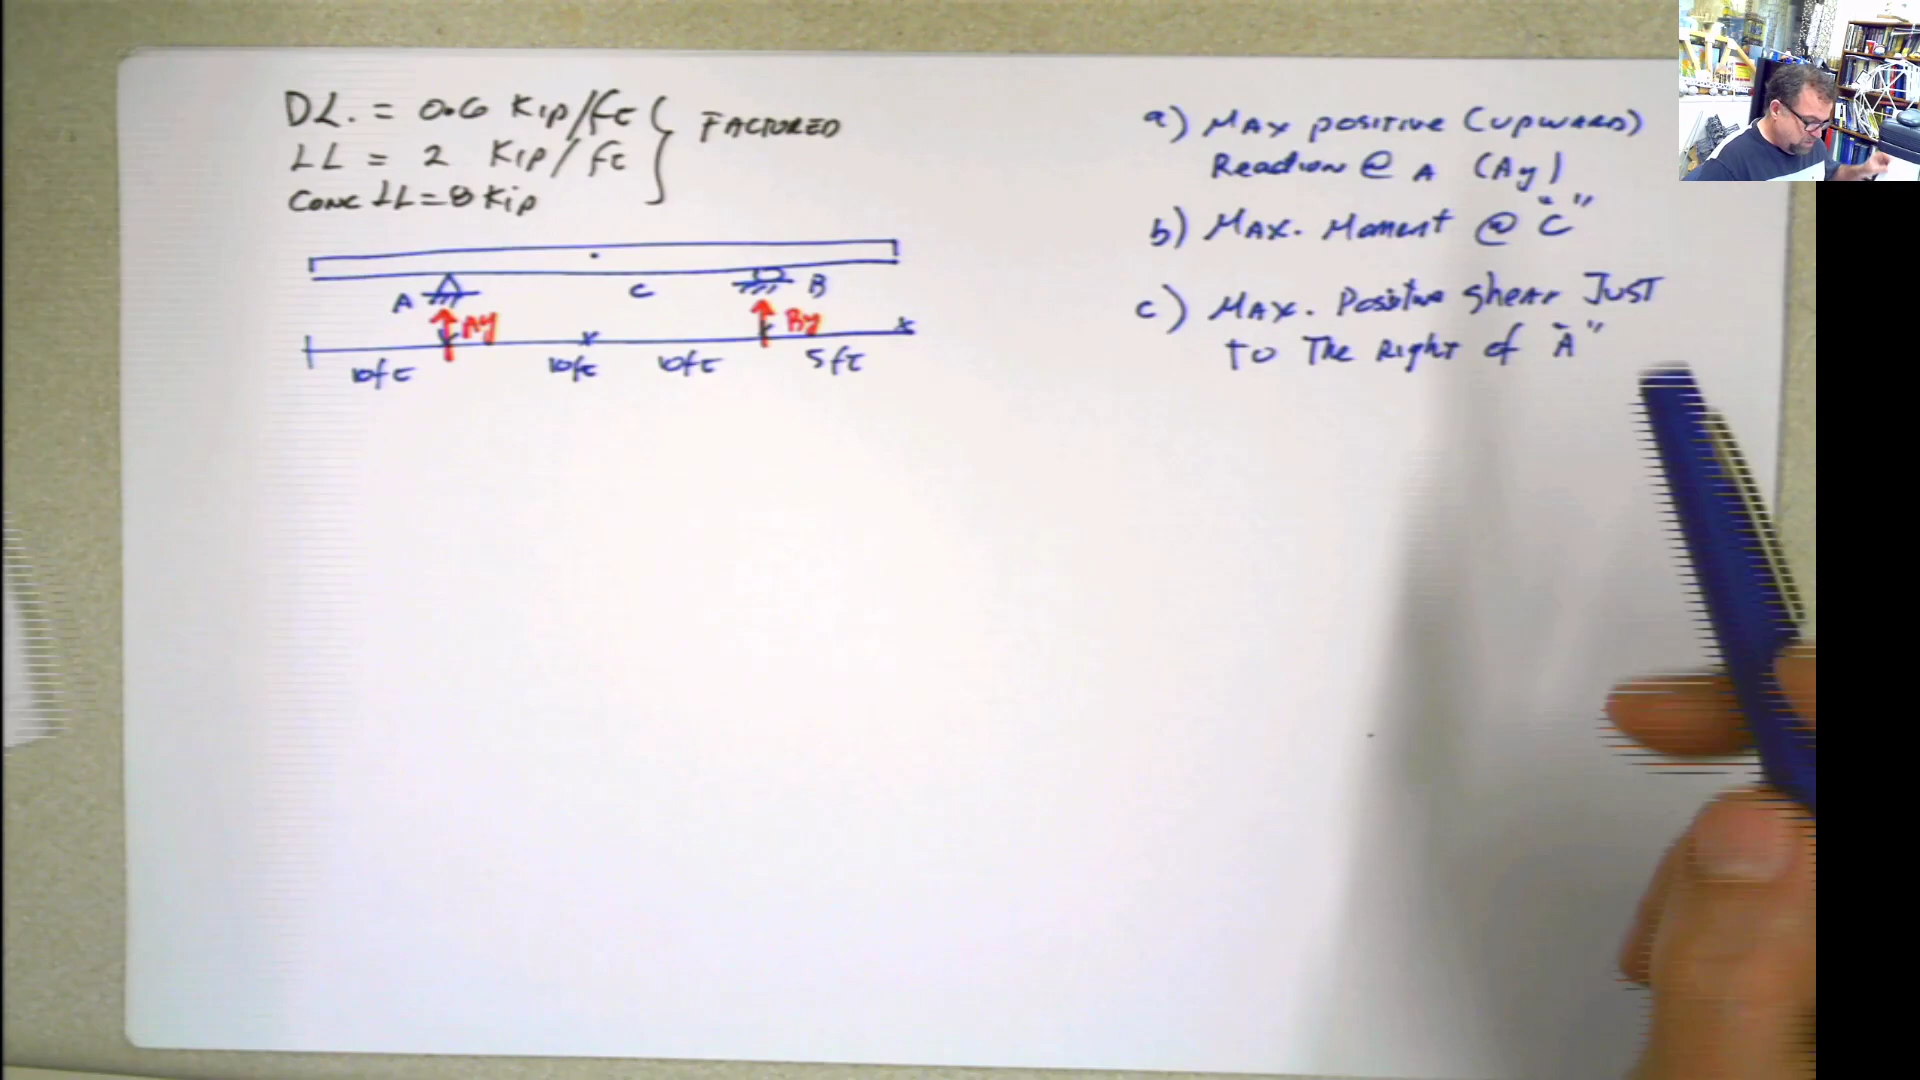 DL. = 0.6 Kip/ft
LL = 2 Kip/ft
Conc LL = 8 Kip
FACTORED
A
C
B
Ay
By
10ft
10ft
10ft
5ft
a) Max positive (upward)
Reaction @ A (Ay)
b) Max. Moment @ "C"
c) Max. Positive shear Just
to The Right of "A"